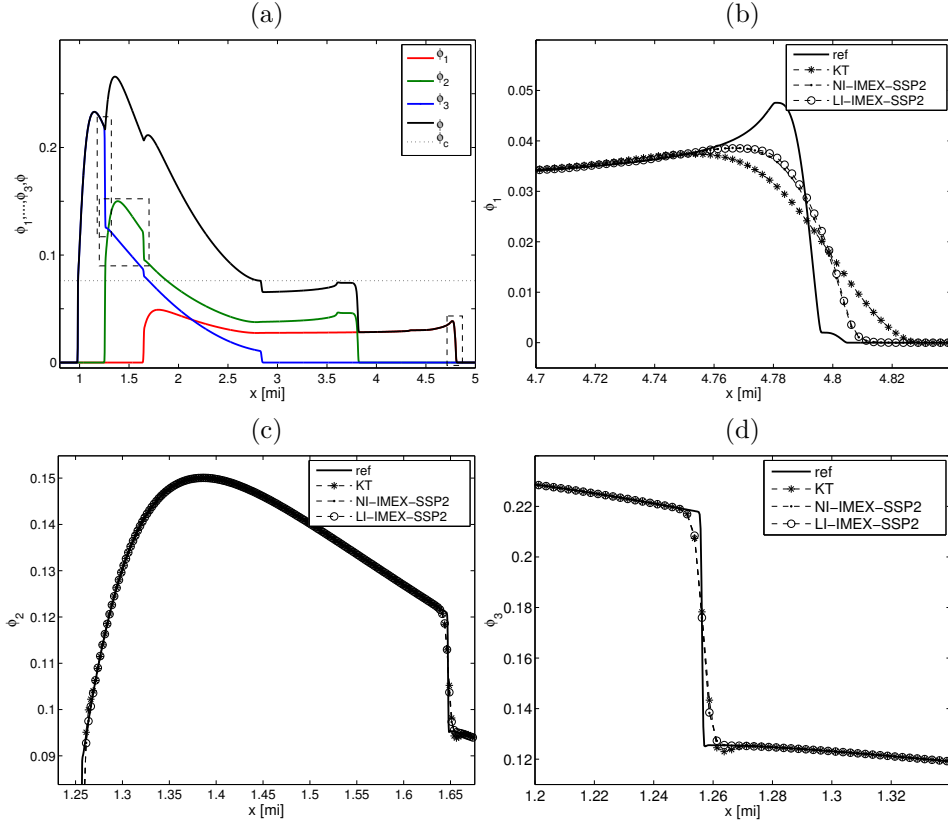 (a)
ϕ1,...,ϕ3,ϕ
0.2
0.1
0
1
1.5
2
2.5
3
3.5
4
4.5
5
x [mi]
ϕ1
ϕ2
ϕ3
ϕ
ϕc
(b)
ϕ1
0.05
0.04
0.03
0.02
0.01
0
4.7
4.72
4.74
4.76
4.78
4.8
4.82
x [mi]
ref
KT
NI−IMEX−SSP2
LI−IMEX−SSP2
(c)
ϕ2
0.15
0.14
0.13
0.12
0.11
0.1
0.09
1.25
1.3
1.35
1.4
1.45
1.5
1.55
1.6
1.65
x [mi]
ref
KT
NI−IMEX−SSP2
LI−IMEX−SSP2
(d)
ϕ3
0.22
0.2
0.18
0.16
0.14
0.12
1.2
1.22
1.24
1.26
1.28
1.3
1.32
x [mi]
ref
KT
NI−IMEX−SSP2
LI−IMEX−SSP2